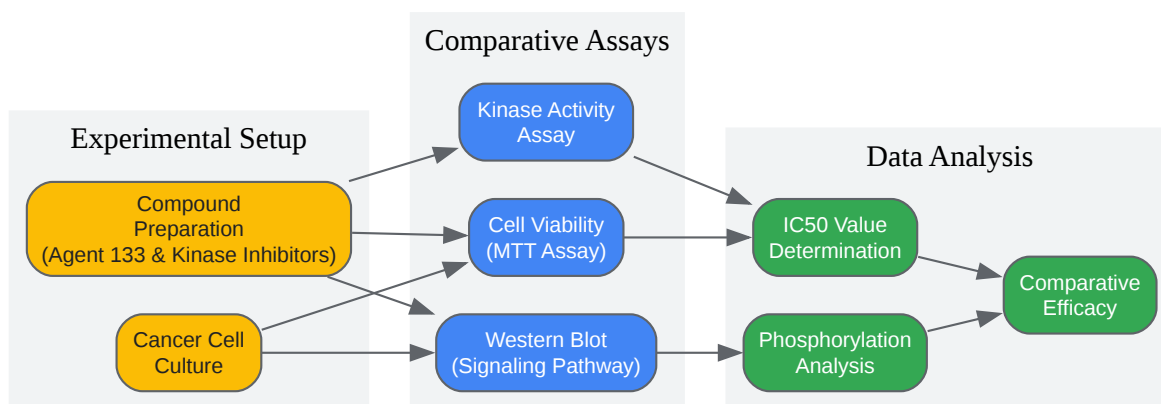 Experimental Setup
Compound
Preparation
(Agent 133 & Kinase Inhibitors)
Cancer Cell
Culture
Comparative Assays
Kinase Activity
Assay
Cell Viability
(MTT Assay)
Western Blot
(Signaling Pathway)
Data Analysis
IC50 Value
Determination
Phosphorylation
Analysis
Comparative
Efficacy